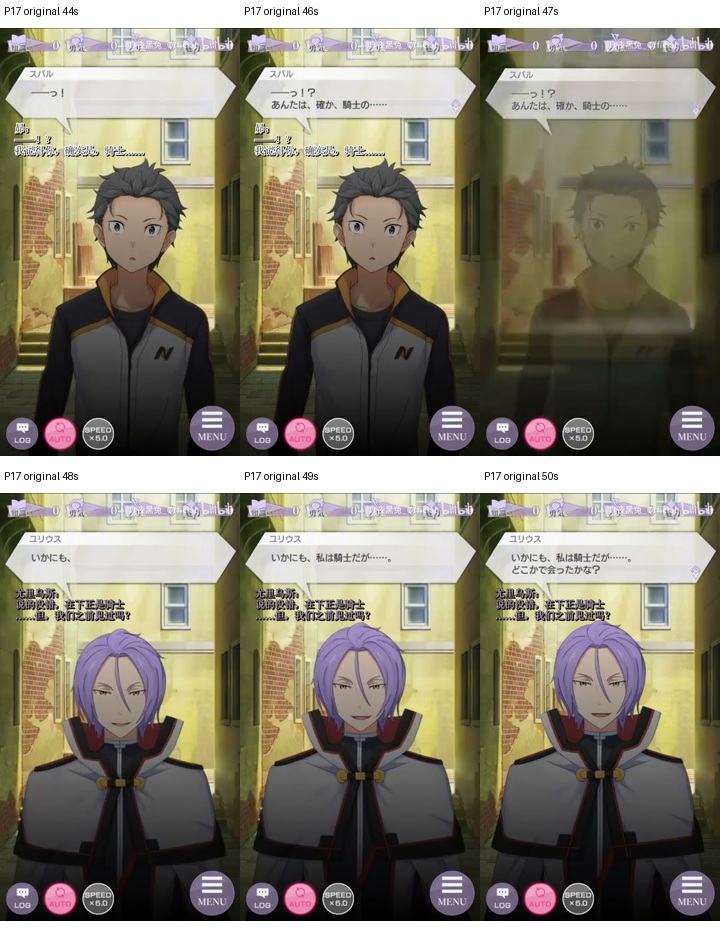 P17 original 44s
0
スバル
――っ！
昴：
――！？
LOG
AUTO
SPEED
×5.0
MENU
P17 original 46s
0
スバル
――っ！？
あんたは、確か、騎士の……
昴：
――！？
LOG
AUTO
SPEED
×5.0
MENU
P17 original 47s
0
0
スバル
――っ！？
あんたは、確か、騎士の……
LOG
AUTO
SPEED
×5.0
MENU
P17 original 48s
0
ユリウス
いかにも、
尤里乌斯：
说的没错，在下正是骑士
……但，我们之前见过吗？
LOG
AUTO
SPEED
×5.0
MENU
P17 original 49s
0
ユリウス
いかにも、私は騎士だが……。
尤里乌斯：
说的没错，在下正是骑士
……但，我们之前见过吗？
LOG
AUTO
SPEED
×5.0
MENU
P17 original 50s
0
ユリウス
いかにも、私は騎士だが……。
どこかで会ったかな？
尤里乌斯：
说的没错，在下正是骑士
……但，我们之前见过吗？
LOG
AUTO
SPEED
×5.0
MENU